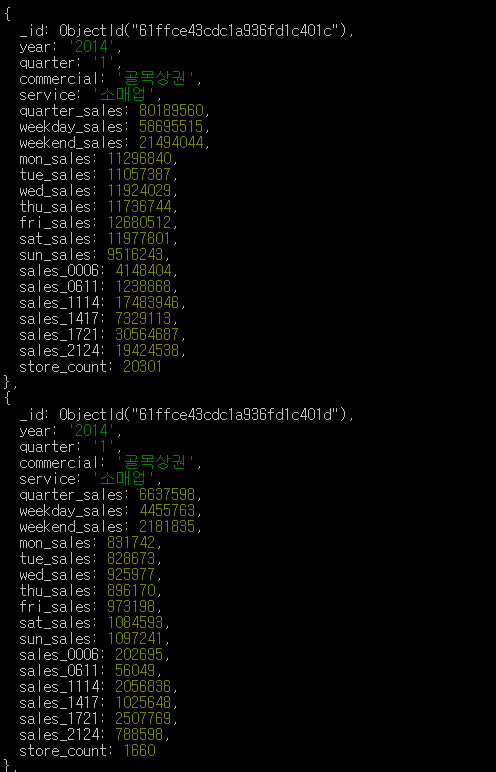 {
_id: ObjectId("61ffce43cdc1a936fd1c401c"),
year: '2014',
quarter: '1',
commercial: '골목상권',
service: '소매업',
quarter_sales: 80189560,
weekday_sales: 58695515,
weekend_sales: 21494044,
mon_sales: 11296840,
tue_sales: 11057387,
wed_sales: 11924029,
thu_sales: 11736744,
fri_sales: 12680512,
sat_sales: 11977801,
sun_sales: 9516243,
sales_0006: 4148404,
sales_0611: 1238868,
sales_1114: 17483946,
sales_1417: 7329113,
sales_1721: 30564687,
sales_2124: 19424538,
store_count: 20301
},
{
_id: ObjectId("61ffce43cdc1a936fd1c401d"),
year: '2014',
quarter: '1',
commercial: '골목상권',
service: '소매업',
quarter_sales: 6637598,
weekday_sales: 4455763,
weekend_sales: 2181835,
mon_sales: 831742,
tue_sales: 828673,
wed_sales: 925977,
thu_sales: 896170,
fri_sales: 973198,
sat_sales: 1084593,
sun_sales: 1097241,
sales_0006: 202695,
sales_0611: 56049,
sales_1114: 2056836,
sales_1417: 1025648,
sales_1721: 2507769,
sales_2124: 788598,
store_count: 1660
},